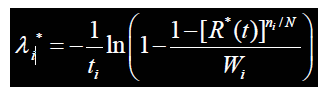 λᵢ* = −(1/tᵢ) ln(1 − (1−[R*(t)]^(nᵢ/N))/Wᵢ)